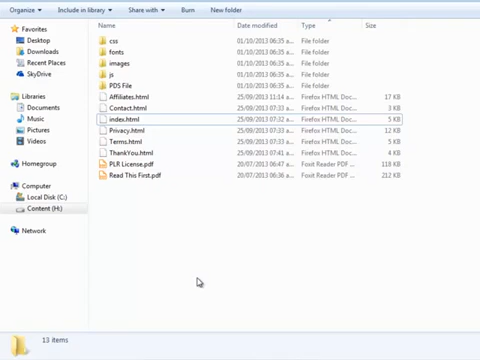 Organize Include in library Share with Burn New folder
Favorites
Desktop
Downloads
Recent Places
SkyDrive
Libraries
Documents
Music
Pictures
Videos
Homegroup
Computer
Local Disk (C:)
Content (H:)
Network
Name Date modified Type Size
css 01/10/2013 06:35 a... File folder
fonts 01/10/2013 06:35 a... File folder
images 01/10/2013 06:35 a... File folder
js 01/10/2013 06:35 a... File folder
PDS File 01/10/2013 06:35 a... File folder
Affiliates.html 25/09/2013 11:14 a... Firefox HTML Doc... 17 KB
Contact.html 25/09/2013 07:33 a... Firefox HTML Doc... 3 KB
index.html 25/09/2013 07:32 a... Firefox HTML Doc... 5 KB
Privacy.html 25/09/2013 07:33 a... Firefox HTML Doc... 12 KB
Terms.html 25/09/2013 07:33 a... Firefox HTML Doc... 5 KB
ThankYou.html 25/09/2013 07:41 a... Firefox HTML Doc... 4 KB
PLR License.pdf 20/07/2013 06:47 a... Foxit Reader PDF ... 118 KB
Read This First.pdf 20/07/2013 06:36 a... Foxit Reader PDF ... 212 KB
13 items